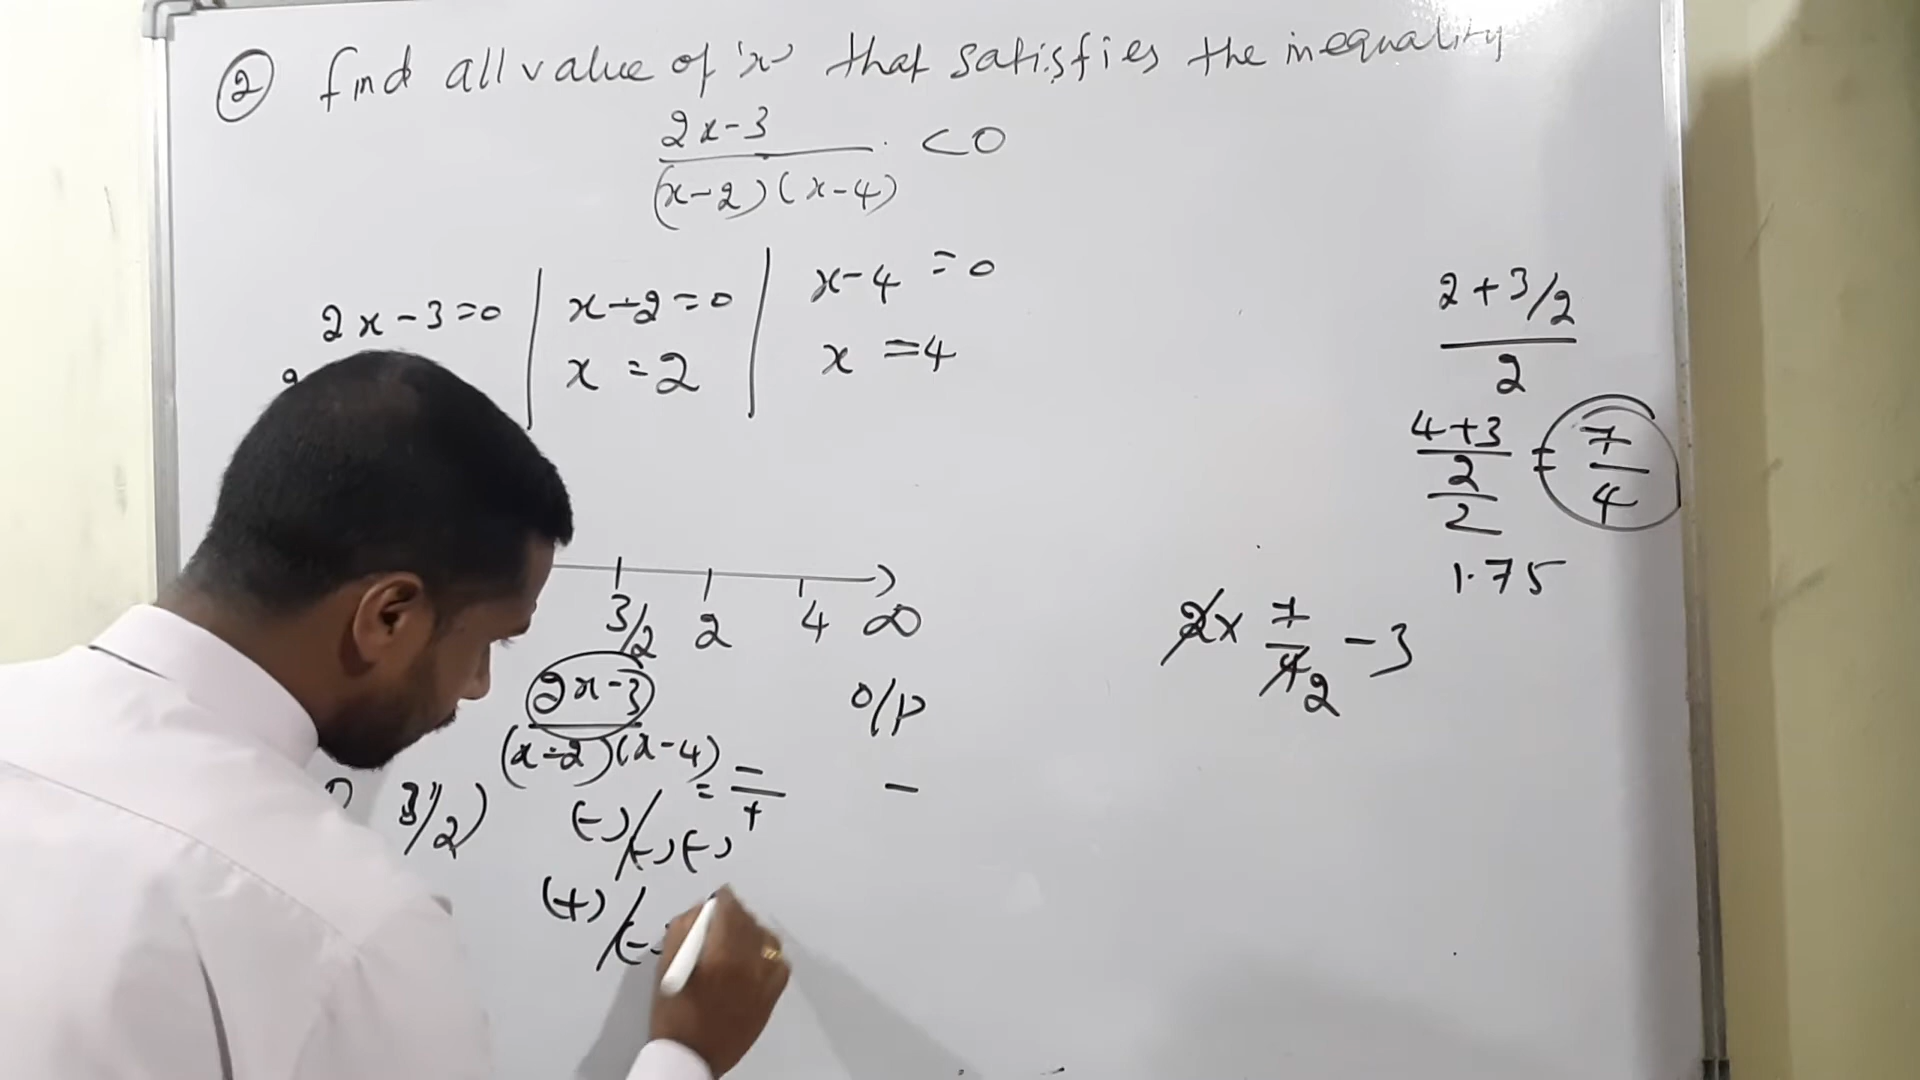 ② find all value of 'x' that satisfies the inequality
2x-3
(x-2)(x-4)
<0
2x-3=0
x-2=0
x-4=0
x=2
x=4
2+3/2
2
4+3
2
2
= 7/4
1.75
3/2 2 4 ∞
2x 7/4 2 -3
2x-3
(x-2)(x-4)
o/p
3/2)
(-)/(-)(-)
= -/+
-
(+)/(-